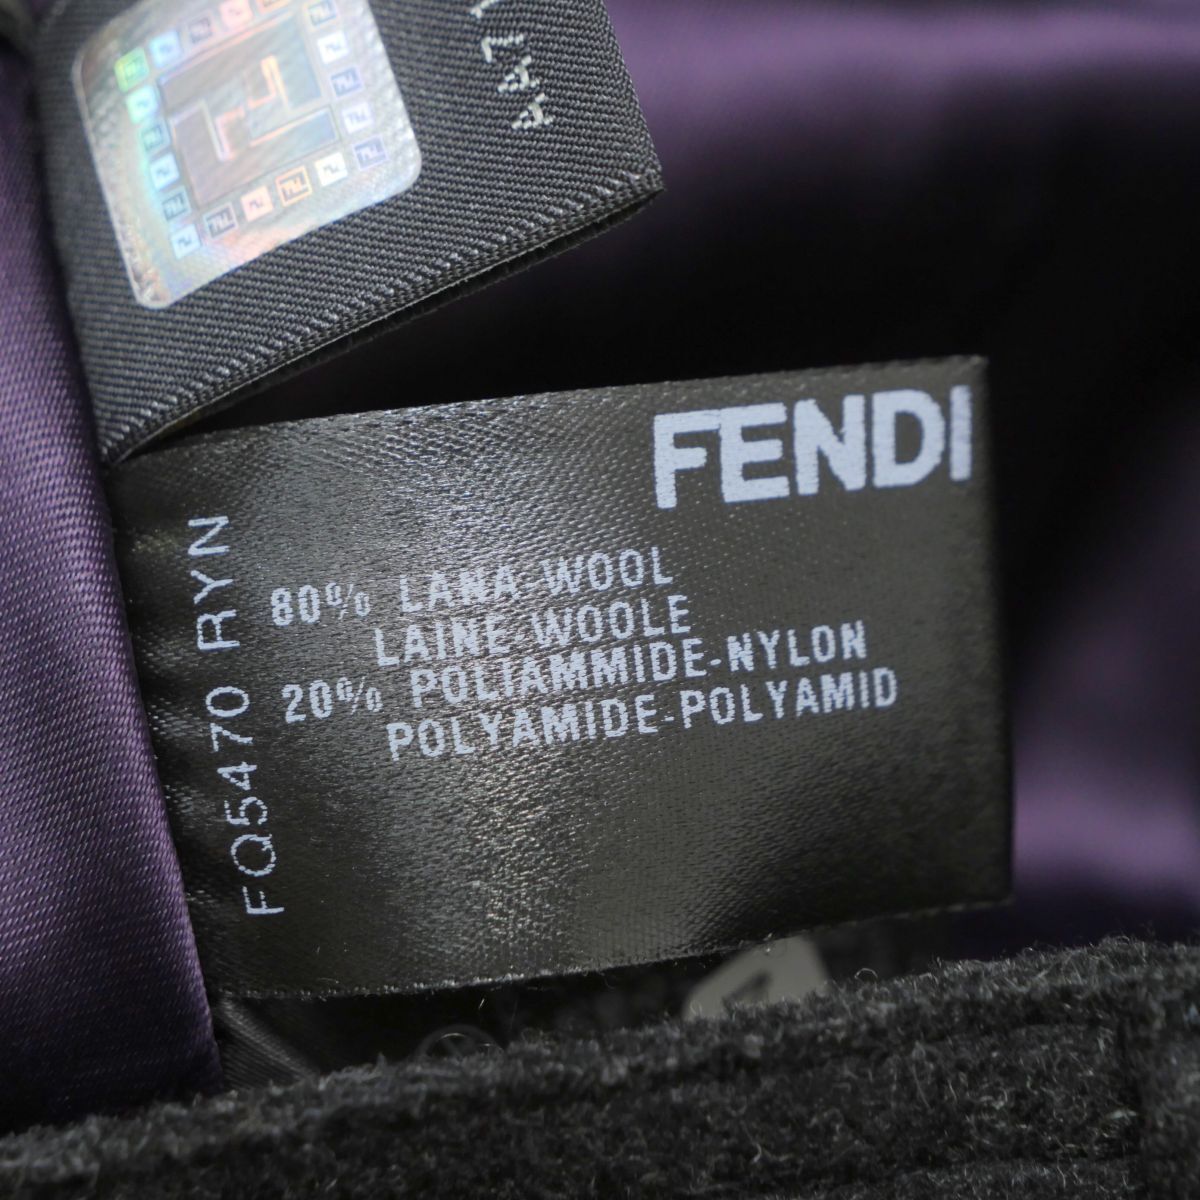 FENDI
80% LANA-WOOL
LAINE-WOOLE
20% POLIAMMIDE-NYLON
POLYAMIDE-POLYAMID
FQ5470 RYN